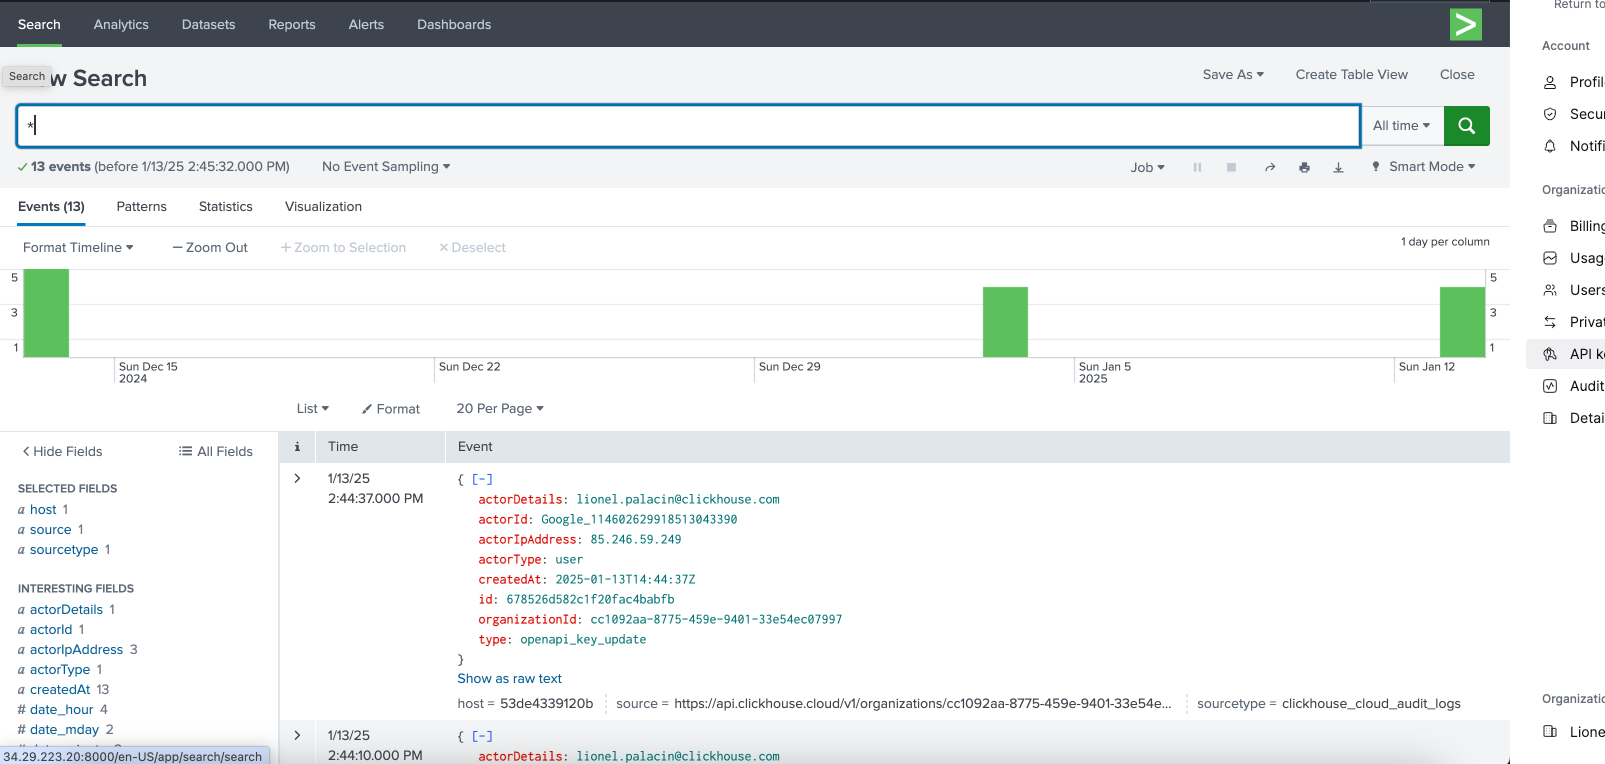 Search Analytics Datasets Reports Alerts Dashboards
Search
w Search
Save As Create Table View Close
*
All time
13 events (before 1/13/25 2:45:32.000 PM) No Event Sampling
Job Smart Mode
Events (13) Patterns Statistics Visualization
Format Timeline — Zoom Out + Zoom to Selection × Deselect
1 day per column
5 5
3 3
1 1
Sun Dec 15 Sun Dec 22 Sun Dec 29 Sun Jan 5 Sun Jan 12
2024 2025
List Format 20 Per Page
< Hide Fields All Fields
SELECTED FIELDS
a host 1
a source 1
a sourcetype 1
INTERESTING FIELDS
a actorDetails 1
a actorId 1
a actorIpAddress 3
a actorType 1
a createdAt 13
# date_hour 4
# date_mday 2
34.29.223.20:8000/en-US/app/search/search
i Time Event
> 1/13/25
2:44:37.000 PM
{ [-]
actorDetails: lionel.palacin@clickhouse.com
actorId: Google_114602629918513043390
actorIpAddress: 85.246.59.249
actorType: user
createdAt: 2025-01-13T14:44:37Z
id: 678526d582c1f20fac4babfb
organizationId: cc1092aa-8775-459e-9401-33e54ec07997
type: openapi_key_update
}
Show as raw text
host = 53de4339120b source = https://api.clickhouse.cloud/v1/organizations/cc1092aa-8775-459e-9401-33e54e... sourcetype = clickhouse_cloud_audit_logs
> 1/13/25
2:44:10.000 PM
{ [-]
actorDetails: lionel.palacin@clickhouse.com
Return to
Account
Profil
Secur
Notifi
Organizatio
Billing
Usag
Users
Privat
API ke
Audit
Detai
Organizatio
Lione